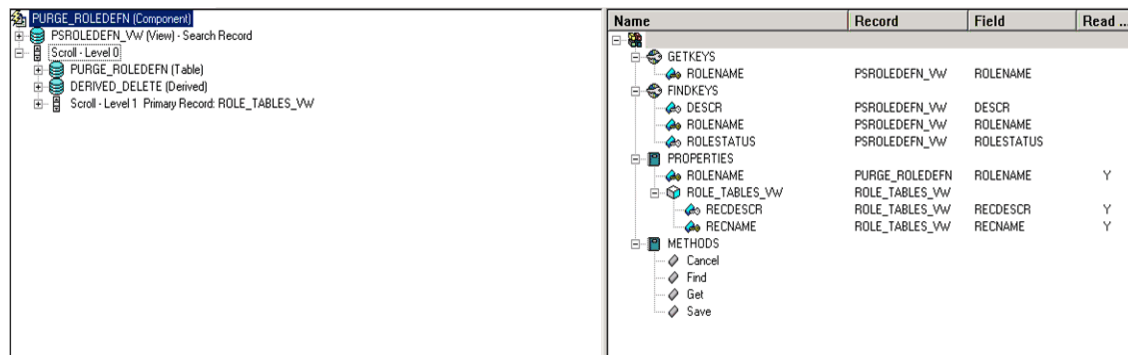 PURGE_ROLEDEFN (Component)
PSROLEDEFN_VW (View) - Search Record
Scroll - Level 0
PURGE_ROLEDEFN (Table)
DERIVED_DELETE (Derived)
Scroll - Level 1 Primary Record: ROLE_TABLES_VW
Name Record Field Read ...
GETKEYS
ROLENAME PSROLEDEFN_VW ROLENAME
FINDKEYS
DESCR PSROLEDEFN_VW DESCR
ROLENAME PSROLEDEFN_VW ROLENAME
ROLESTATUS PSROLEDEFN_VW ROLESTATUS
PROPERTIES
ROLENAME PURGE_ROLEDEFN ROLENAME Y
ROLE_TABLES_VW ROLE_TABLES_VW
RECDESCR ROLE_TABLES_VW RECDESCR Y
RECNAME ROLE_TABLES_VW RECNAME Y
METHODS
Cancel
Find
Get
Save